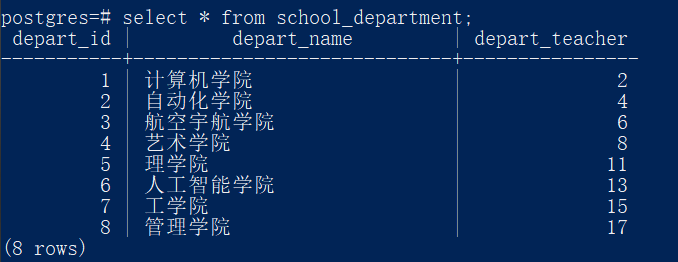 postgres=# select * from school_department;
depart_id | depart_name | depart_teacher
-----------+------------------------------+----------------
1 | 计算机学院 | 2
2 | 自动化学院 | 4
3 | 航空宇航学院 | 6
4 | 艺术学院 | 8
5 | 理学院 | 11
6 | 人工智能学院 | 13
7 | 工学院 | 15
8 | 管理学院 | 17
(8 rows)